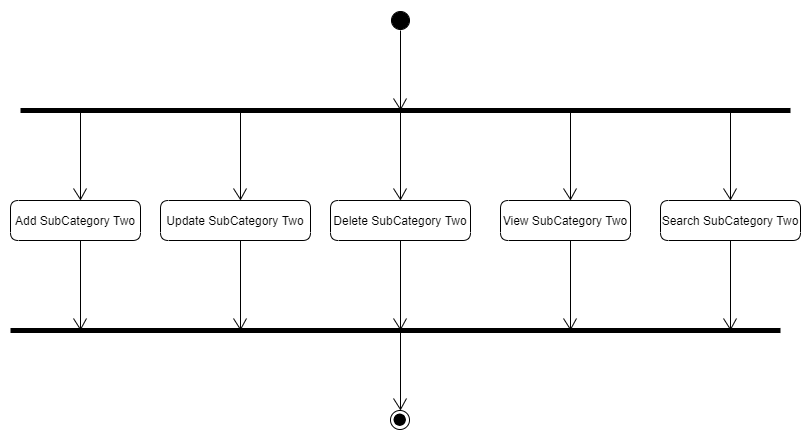 Add SubCategory Two
Update SubCategory Two
Delete SubCategory Two
View SubCategory Two
Search SubCategory Two